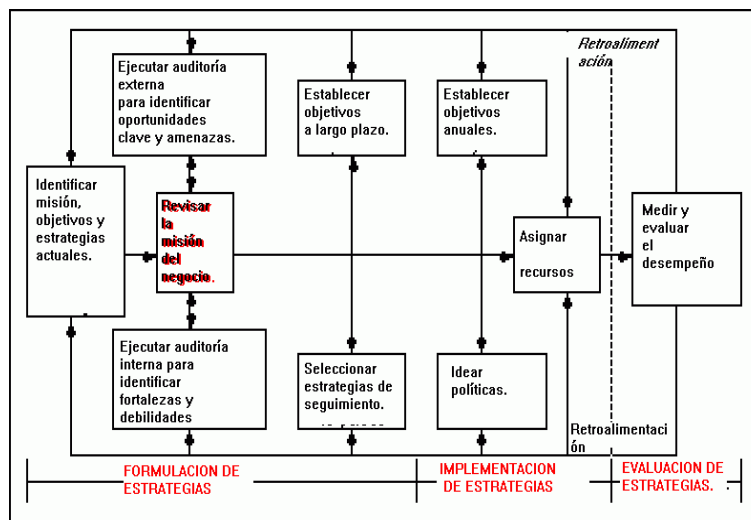 Retroaliment
ación
Ejecutar auditoría
externa
para identificar
oportunidades
clave y amenazas.
Establecer
objetivos
a largo plazo.
Establecer
objetivos
anuales.
Identificar
misión,
objetivos y
estrategias
actuales.
Revisar
la
misión
del
negocio.
Asignar
recursos
Medir y
evaluar
el
desempeño
Ejecutar auditoría
interna para
identificar
fortalezas y
debilidades
Seleccionar
estrategias de
seguimiento.
Idear
políticas.
Retroalimentaci
ón
FORMULACION DE
ESTRATEGIAS
IMPLEMENTACION
DE ESTRATEGIAS
EVALUACION DE
ESTRATEGIAS.